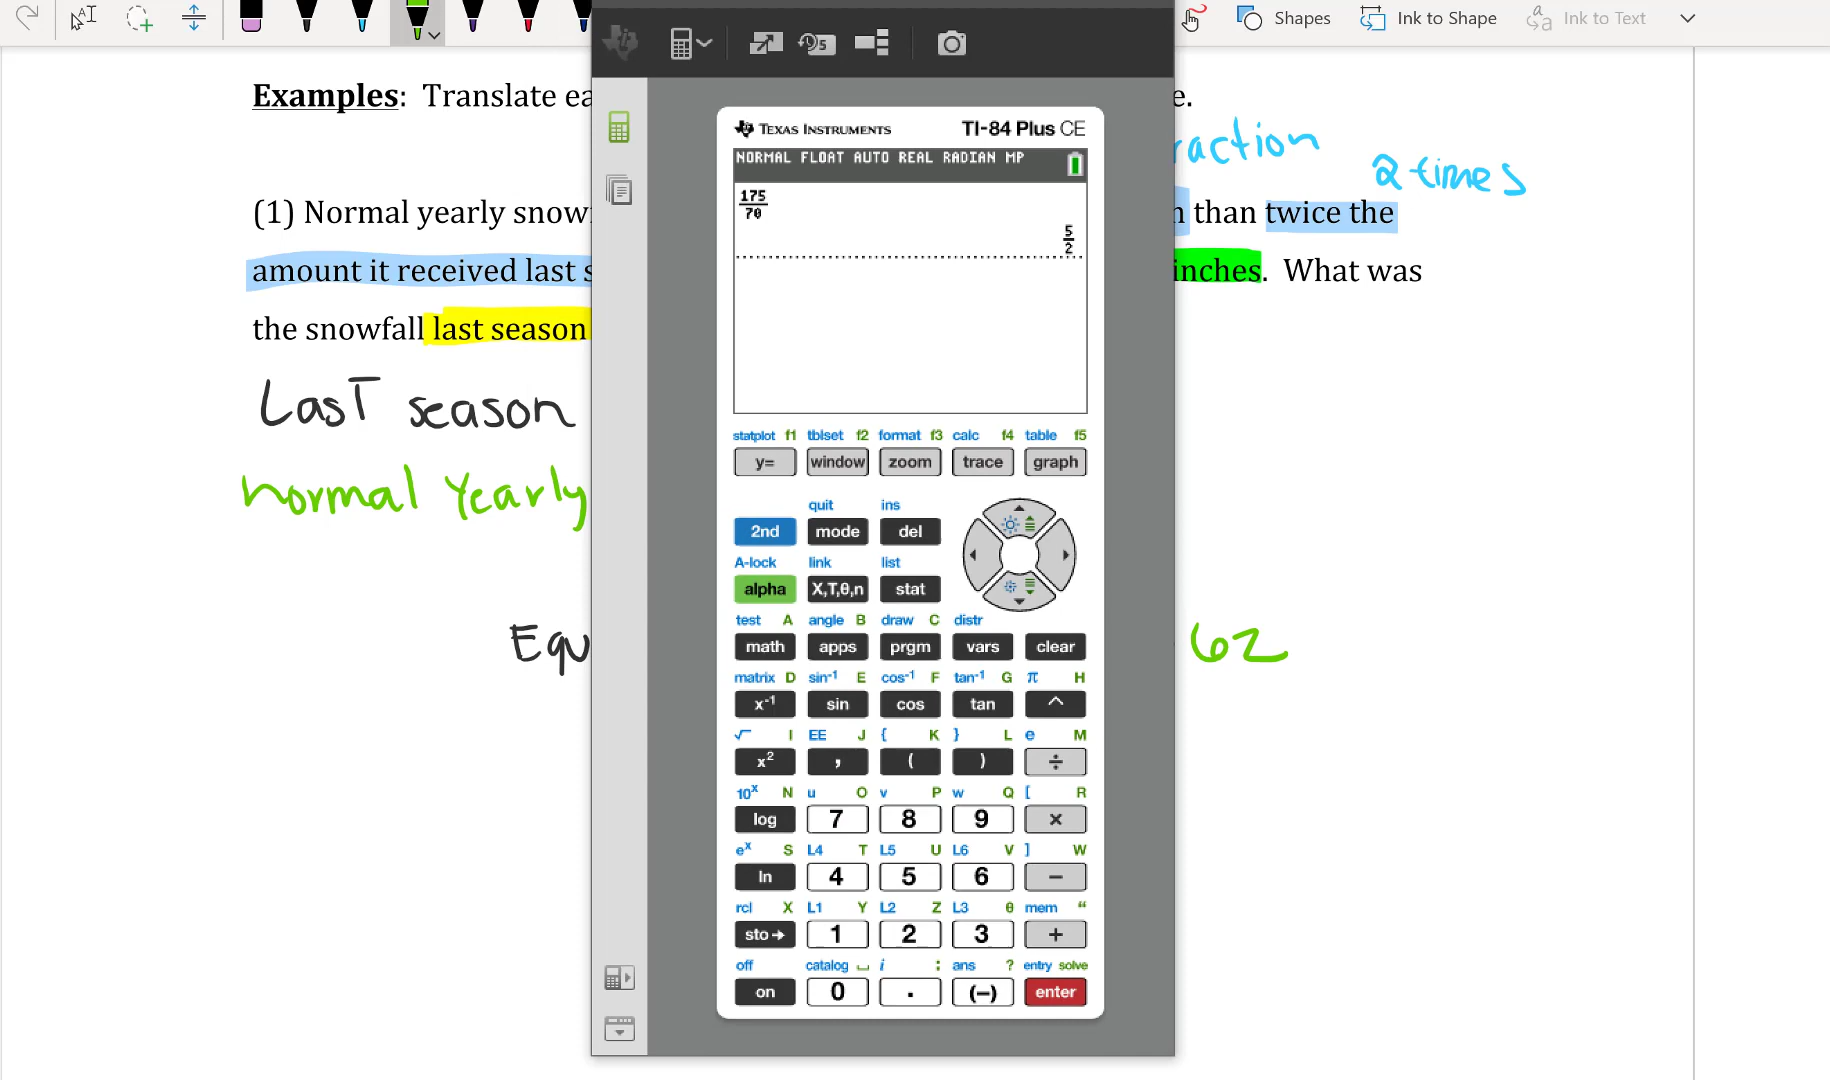 Shapes Ink to Shape Ink to Text
Examples: Translate ea
e.
raction
2 times
(1) Normal yearly snow
than twice the
amount it received last s
inches. What was
the snowfall last season
Last season
normal Yearly
Equ
62
TEXAS INSTRUMENTS TI-84 Plus CE
NORMAL FLOAT AUTO REAL RADIAN MP
175
70
5
2
statplot f1 tblset f2 format f3 calc f4 table f5
y= window zoom trace graph
quit ins
2nd mode del
A-lock link list
alpha X,T,θ,n stat
test A angle B draw C distr
math apps prgm vars clear
matrix D sin⁻¹ E cos⁻¹ F tan⁻¹ G π H
x⁻¹ sin cos tan ^
√ I EE J { K } L e M
x² , ( ) ÷
10ˣ N u O v P w Q [ R
log 7 8 9 ×
eˣ S L4 T L5 U L6 V ] W
ln 4 5 6 −
rcl X L1 Y L2 Z L3 θ mem “
sto→ 1 2 3 +
off catalog ⎵ i : ans ? entry solve
on 0 . (−) enter